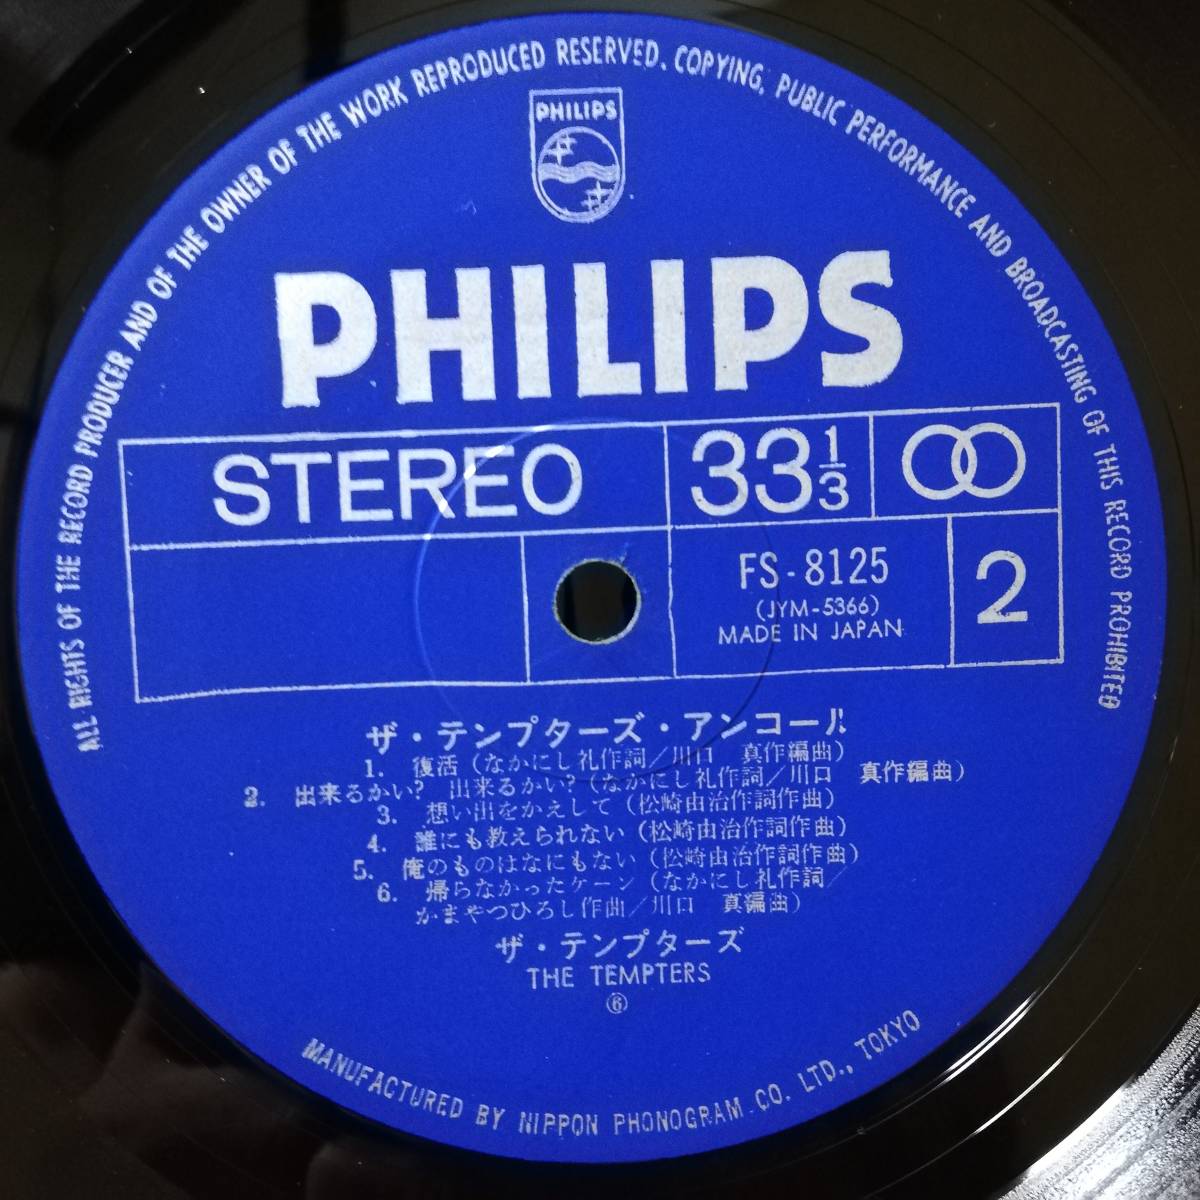 ALL RIGHTS OF THE RECORD PRODUCER AND OF THE OWNER OF THE WORK REPRODUCED RESERVED. COPYING, PUBLIC PERFORMANCE AND BROADCASTING OF THIS RECORD PROHIBITED
PHILIPS
PHILIPS
STEREO
33 1/3
FS-8125
(JYM-5366)
MADE IN JAPAN
2
ザ・テンプターズ・アンコール
1. 復活 (なかにし礼作詞/川口 真作編曲)
2. 出来るかい? 出来るかい? (なかにし礼作詞/川口 真作編曲)
3. 想い出をかえして (松崎由治作詞作曲)
4. 誰にも教えられない (松崎由治作詞作曲)
5. 俺のものはなにもない (松崎由治作詞作曲)
6. 帰らなかったケーン (なかにし礼作詞/
かまやつひろし作曲/川口 真編曲)
ザ・テンプターズ
THE TEMPTERS
⑥
MANUFACTURED BY NIPPON PHONOGRAM CO. LTD., TOKYO